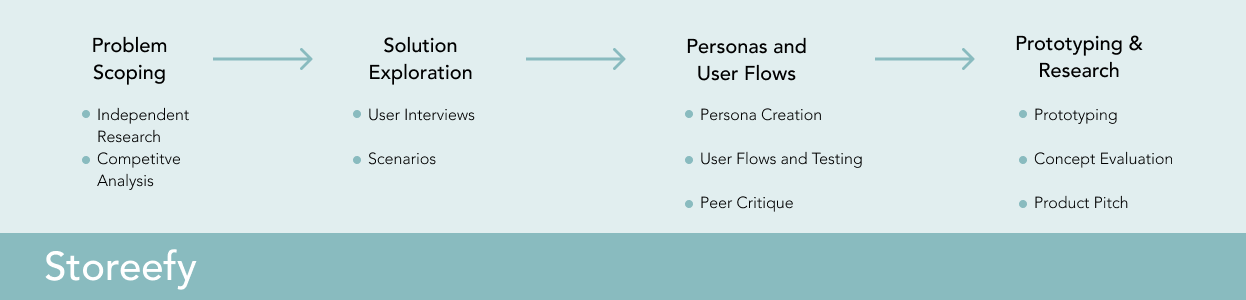 Problem
Scoping
Independent
Research
Competitve
Analysis
Solution
Exploration
User Interviews
Scenarios
Personas and
User Flows
Persona Creation
User Flows and Testing
Peer Critique
Prototyping &
Research
Prototyping
Concept Evaluation
Product Pitch
Storeefy